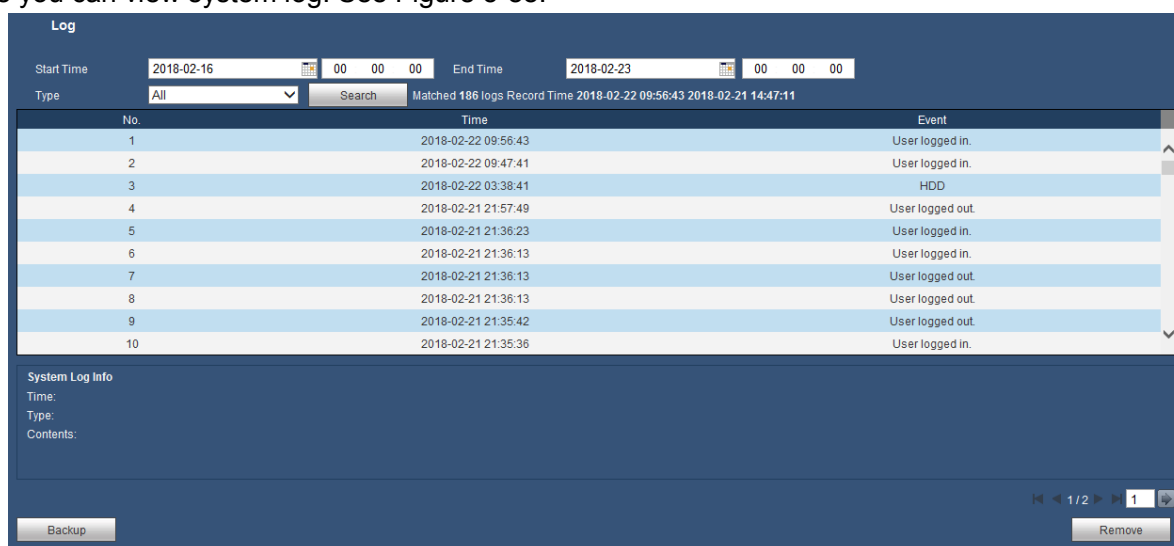 you can view system log. See Figure
Log
Start Time 2018-02-16 00 00 00 End Time 2018-02-23 00 00 00
Type All Search Matched 186 logs Record Time 2018-02-22 09:56:43 2018-02-21 14:47:11
No. Time Event
1 2018-02-22 09:56:43 User logged in.
2 2018-02-22 09:47:41 User logged in.
3 2018-02-22 03:38:41 HDD
4 2018-02-21 21:57:49 User logged out.
5 2018-02-21 21:36:23 User logged in.
6 2018-02-21 21:36:13 User logged in.
7 2018-02-21 21:36:13 User logged out.
8 2018-02-21 21:36:13 User logged out.
9 2018-02-21 21:35:42 User logged out.
10 2018-02-21 21:35:36 User logged in.
System Log Info
Time:
Type:
Contents:
1/2 1
Backup Remove